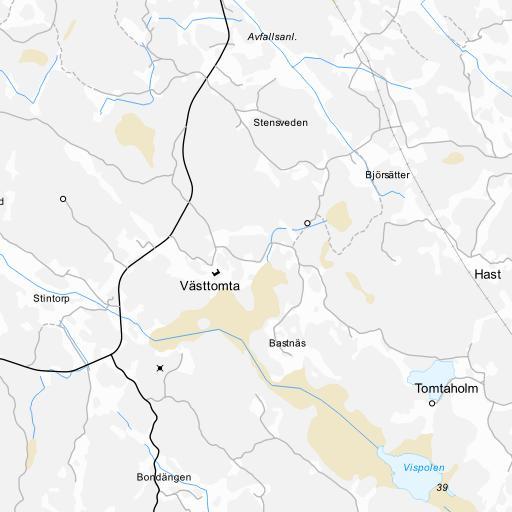 Avfallsanl.
Stensveden
Björsätter
d
Hast
Västtomta
Stintorp
Bastnäs
Tomtaholm
Vispolen
39
Bondängen